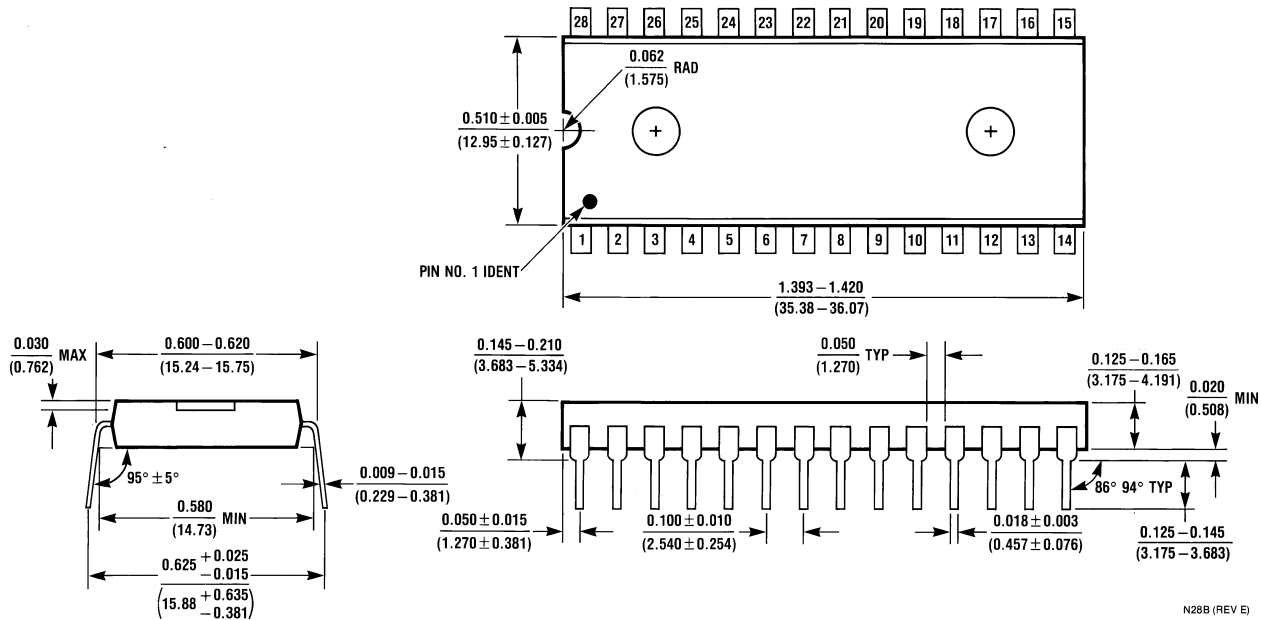 28 27 26 25 24 23 22 21 20 19 18 17 16 15
0.062
(1.575)
RAD
0.510 ± 0.005
(12.95 ± 0.127)
1 2 3 4 5 6 7 8 9 10 11 12 13 14
PIN NO. 1 IDENT
1.393 – 1.420
(35.38 – 36.07)
0.030
(0.762)
MAX
0.600 – 0.620
(15.24 – 15.75)
95° ± 5°
0.009 – 0.015
(0.229 – 0.381)
0.580
(14.73)
MIN
0.625 +0.025
–0.015
(15.88 +0.635
–0.381)
0.145 – 0.210
(3.683 – 5.334)
0.050
(1.270)
TYP
0.125 – 0.165
(3.175 – 4.191)
0.020
(0.508)
MIN
86° 94° TYP
0.050 ± 0.015
(1.270 ± 0.381)
0.100 ± 0.010
(2.540 ± 0.254)
0.018 ± 0.003
(0.457 ± 0.076)
0.125 – 0.145
(3.175 – 3.683)
N28B (REV E)